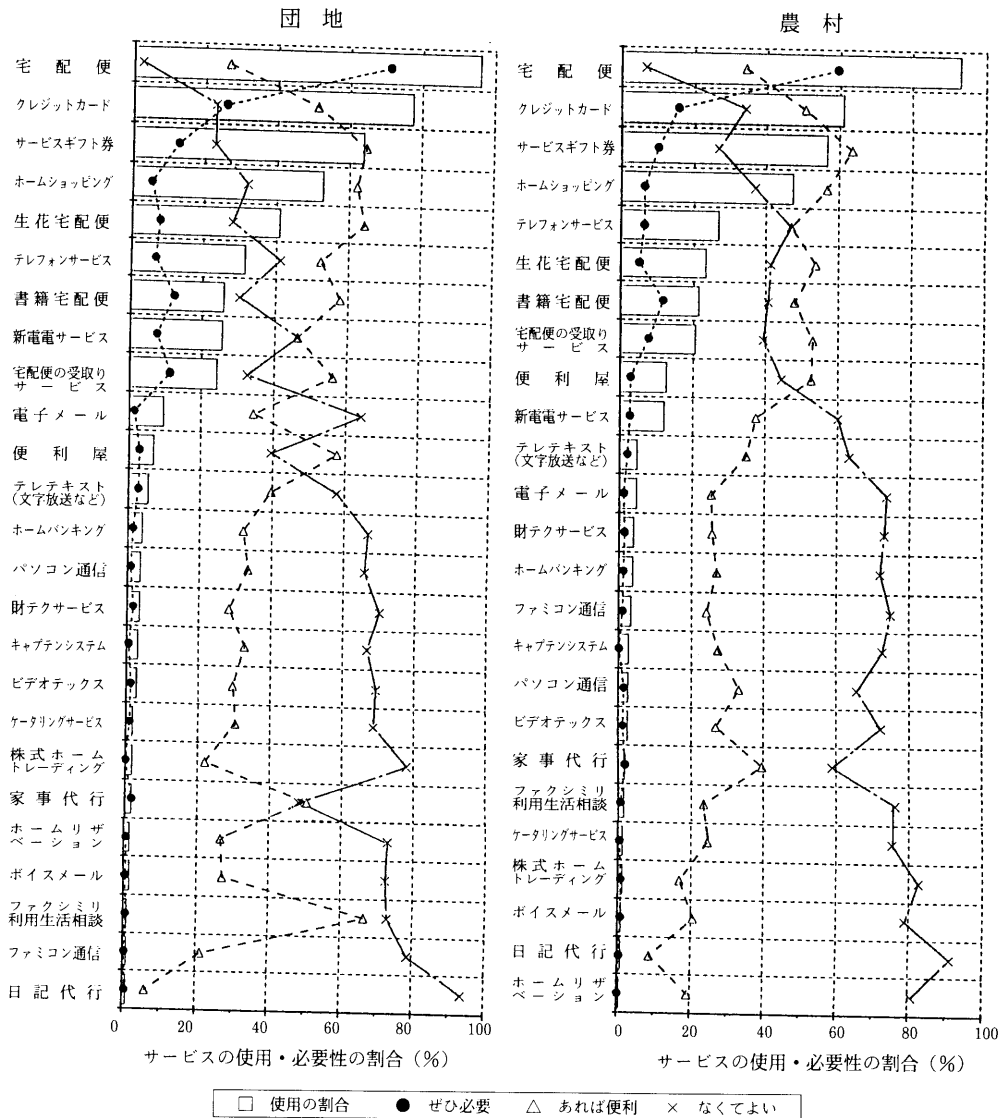 団地
宅配便
クレジットカード
サービスギフト券
ホームショッピング
生花宅配便
テレフォンサービス
書籍宅配便
新電電サービス
宅配便の受取り
サービス
電子メール
便利屋
テレテキスト
(文字放送など)
ホームバンキング
パソコン通信
財テクサービス
キャプテンシステム
ビデオテックス
ケータリングサービス
株式ホーム
トレーディング
家事代行
ホームリザ
ベーション
ボイスメール
ファクシミリ
利用生活相談
ファミコン通信
日記代行
0 20 40 60 80 100
サービスの使用・必要性の割合(%)
農村
宅配便
クレジットカード
サービスギフト券
ホームショッピング
テレフォンサービス
生花宅配便
書籍宅配便
宅配便の受取り
サービス
便利屋
新電電サービス
テレテキスト
(文字放送など)
電子メール
財テクサービス
ホームバンキング
ファミコン通信
キャプテンシステム
パソコン通信
ビデオテックス
家事代行
ファクシミリ
利用生活相談
ケータリングサービス
株式ホーム
トレーディング
ボイスメール
日記代行
ホームリザ
ベーション
0 20 40 60 80 100
サービスの使用・必要性の割合(%)
□ 使用の割合 ● ぜひ必要 △ あれば便利 × なくてよい